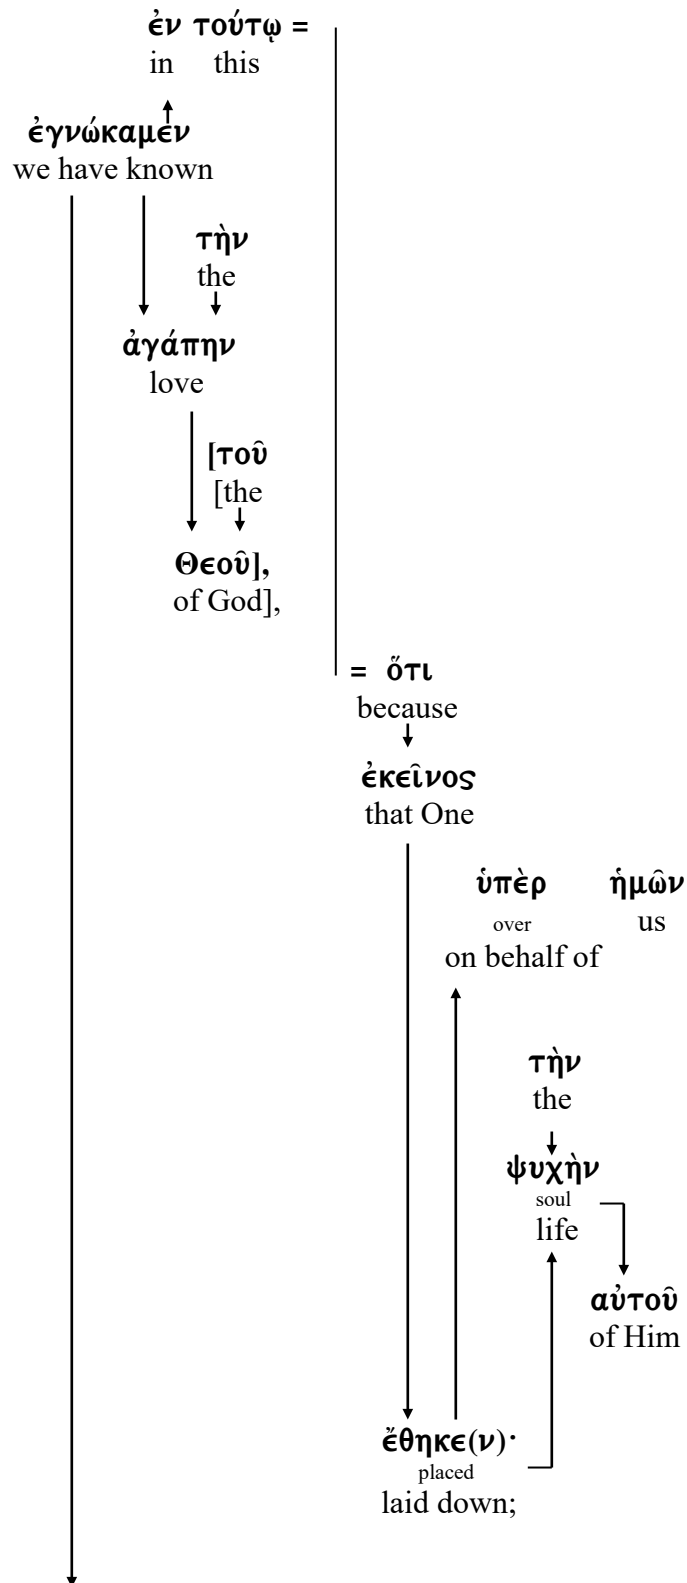 ἐν τούτῳ =
in this
ἐγνώκαμεν
we have known
τὴν
the
ἀγάπην
love
[τοῦ
[the
Θεοῦ],
of God],
= ὅτι
because
ἐκεῖνος
that One
ὑπὲρ ἡμῶν
over us
on behalf of
τὴν
the
ψυχὴν
soul
life
αὐτοῦ
of Him
ἔθηκε(ν)·
placed
laid down;